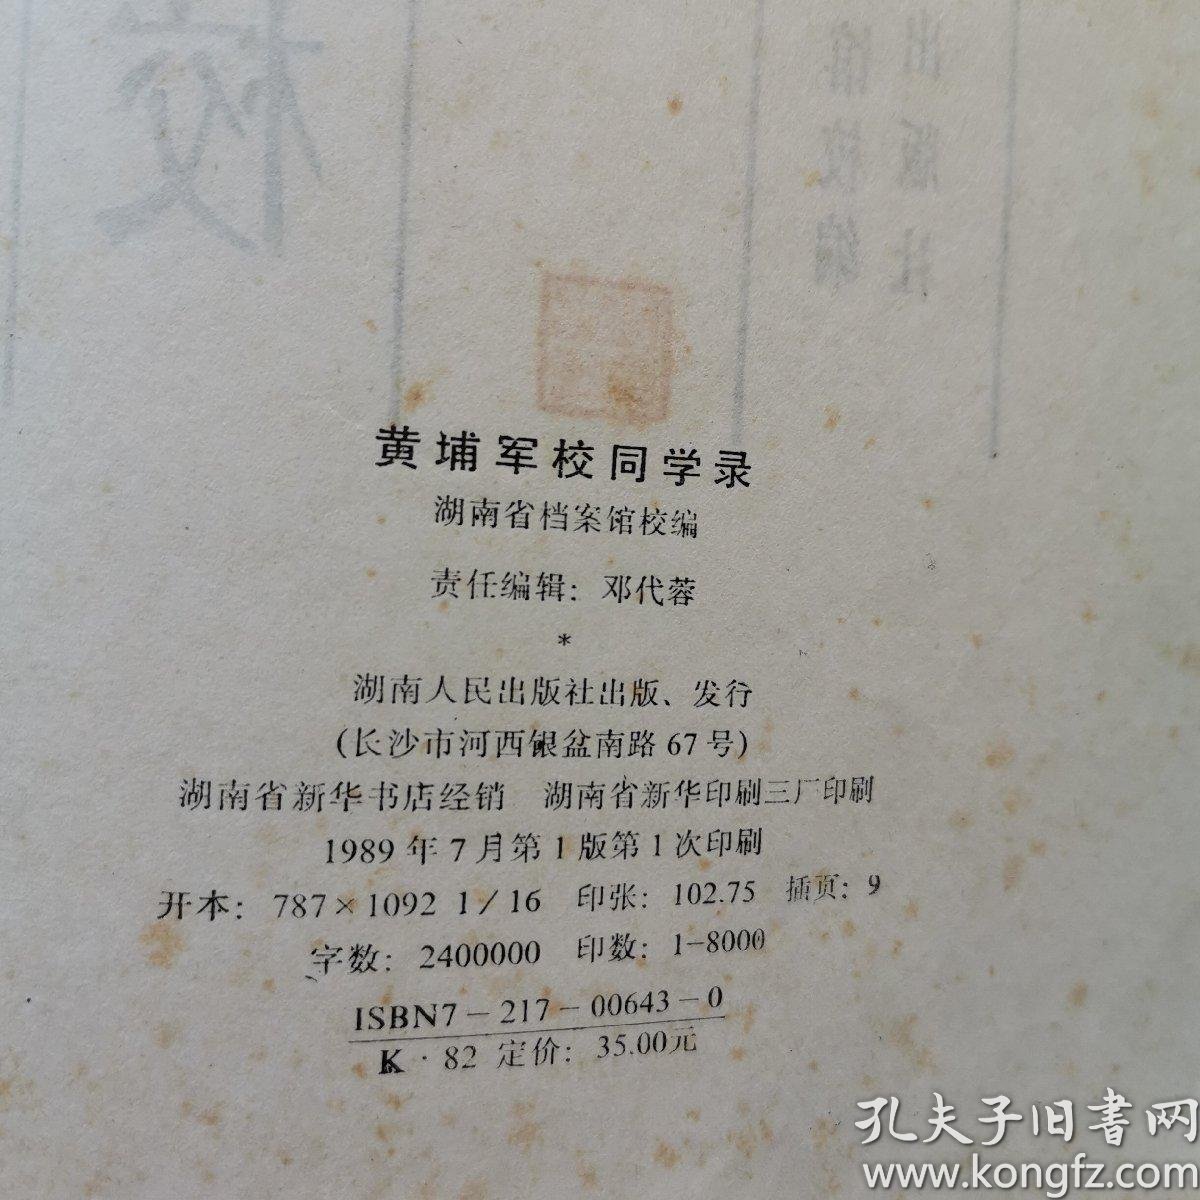 黄埔军校同学录
湖南省档案馆校编
责任编辑：邓代蓉
*
湖南人民出版社出版、发行
(长沙市河西银盆南路67号)
湖南省新华书店经销 湖南省新华印刷三厂印刷
1989年7月第1版第1次印刷
开本：787×1092 1/16 印张：102.75 插页：9
字数：2400000 印数：1-8000
ISBN7-217-00643-0
K·82 定价：35.00元
孔夫子旧书网
www.kongfz.com